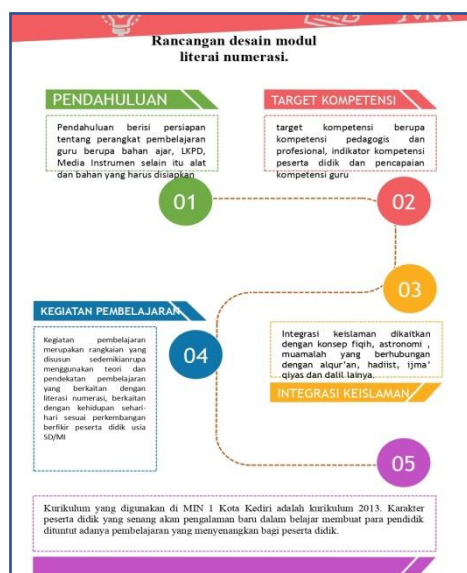 Rancangan desain modul
literai numerasi.
PENDAHULUAN
Pendahuluan berisi persiapan
tentang perangkat pembelajaran
guru berupa bahan ajar, LKPD,
Media Instrumen selain itu alat
dan bahan yang harus disiapkan
01
TARGET KOMPETENSI
target kompetensi berupa
kompetensi pedagogis dan
profesional, indikator kompetensi
peserta didik dan pencapaian
kompetensi guru
02
03
Integrasi keislaman dikaitkan
dengan konsep fiqih, astronomi ,
muamalah yang berhubungan
dengan alqur'an, hadiist, ijma'
qiyas dan dalil lainya.
INTEGRASI KEISLAMAN
KEGIATAN PEMBELAJARAN
Kegiatan pembelajaran
merupakan rangkaian yang
disusun sedemikianrupa
menggunakan teori dan
pendekatan pembelajaran
yang berkaitan dengan
literasi numerasi, berkaitan
dengan kehidupan sehari-
hari sesuai perkembangan
berfikir peserta didik usia
SD/MI
04
05
Kurikulum yang digunakan di MIN 1 Kota Kediri adalah kurikulum 2013. Karakter
peserta didik yang senang akan pengalaman baru dalam belajar membuat para pendidik
dituntut adanya pembelajaran yang menyenangkan bagi peserta didik.